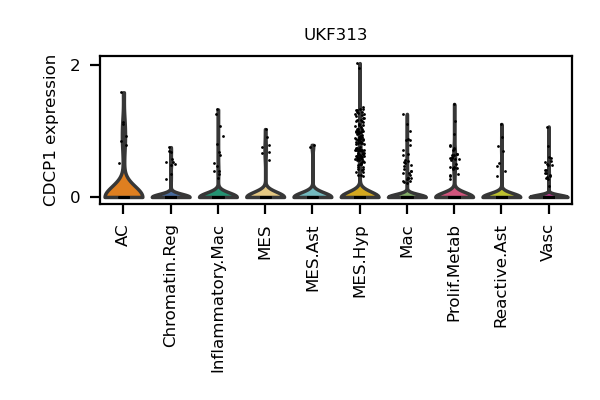 UKF313
CDCP1 expression
2
0
AC
Chromatin.Reg
Inflammatory.Mac
MES
MES.Ast
MES.Hyp
Mac
Prolif.Metab
Reactive.Ast
Vasc